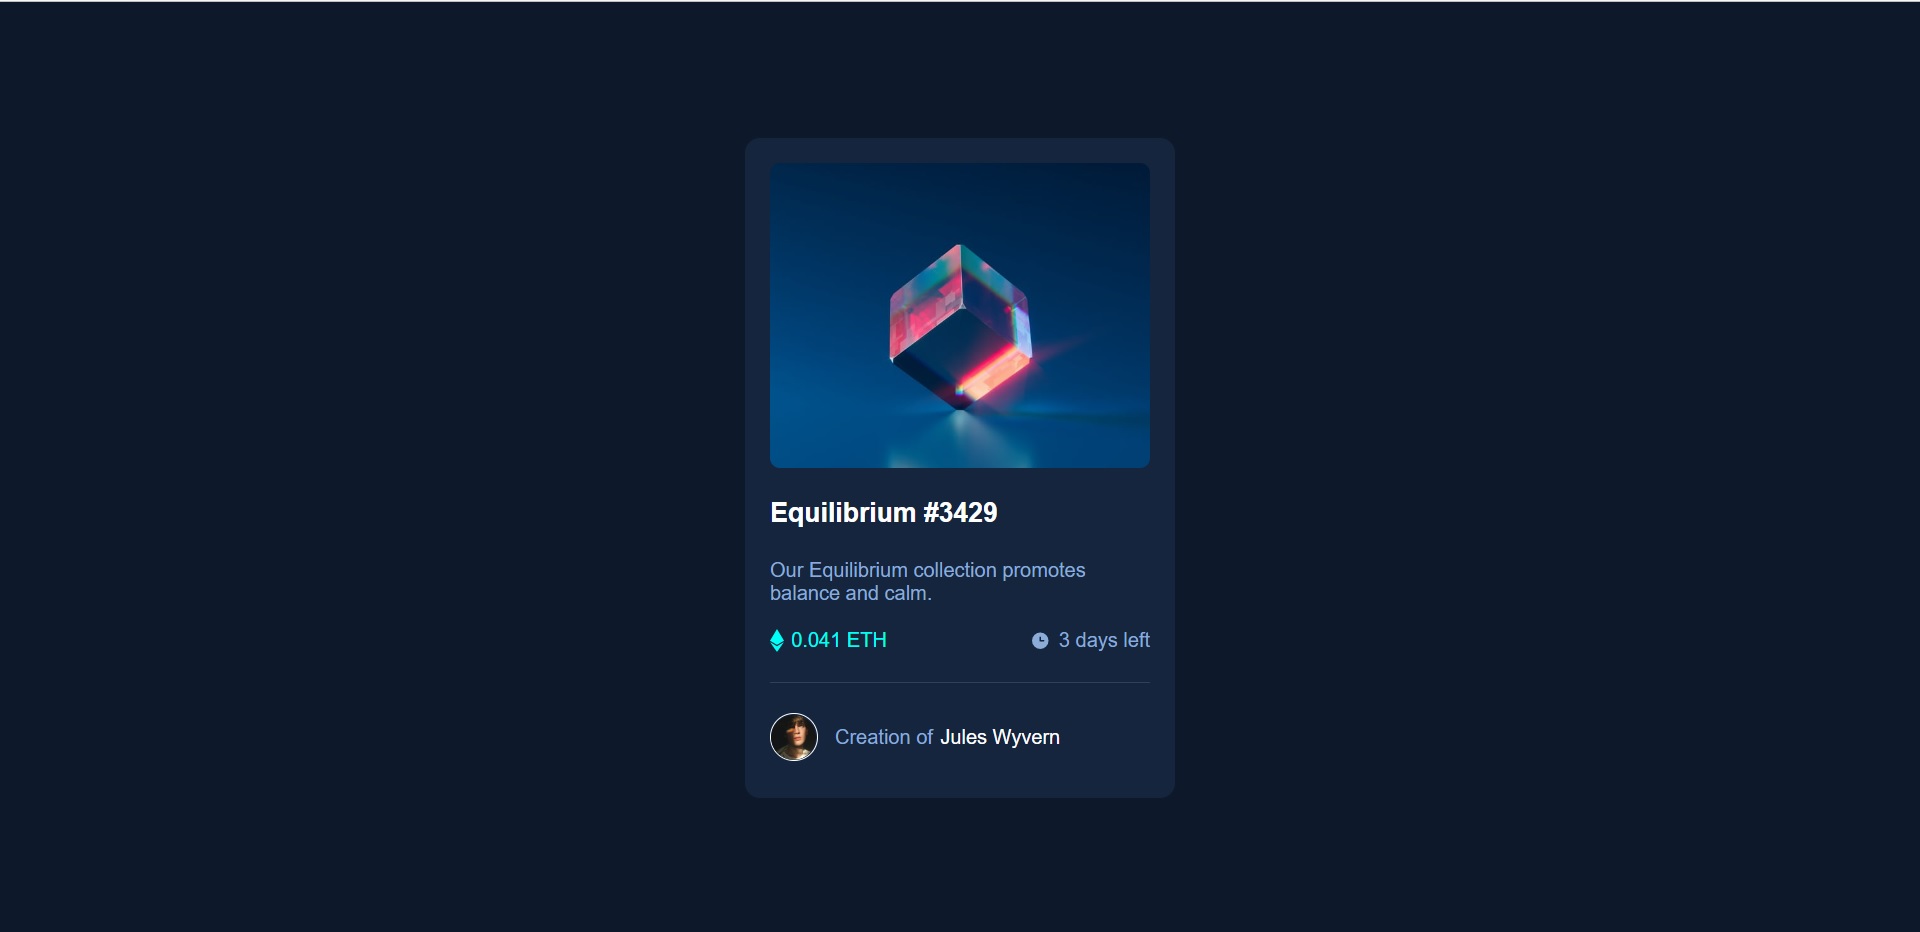 Equilibrium #3429
Our Equilibrium collection promotes
balance and calm.
0.041 ETH
3 days left
Creation of Jules Wyvern